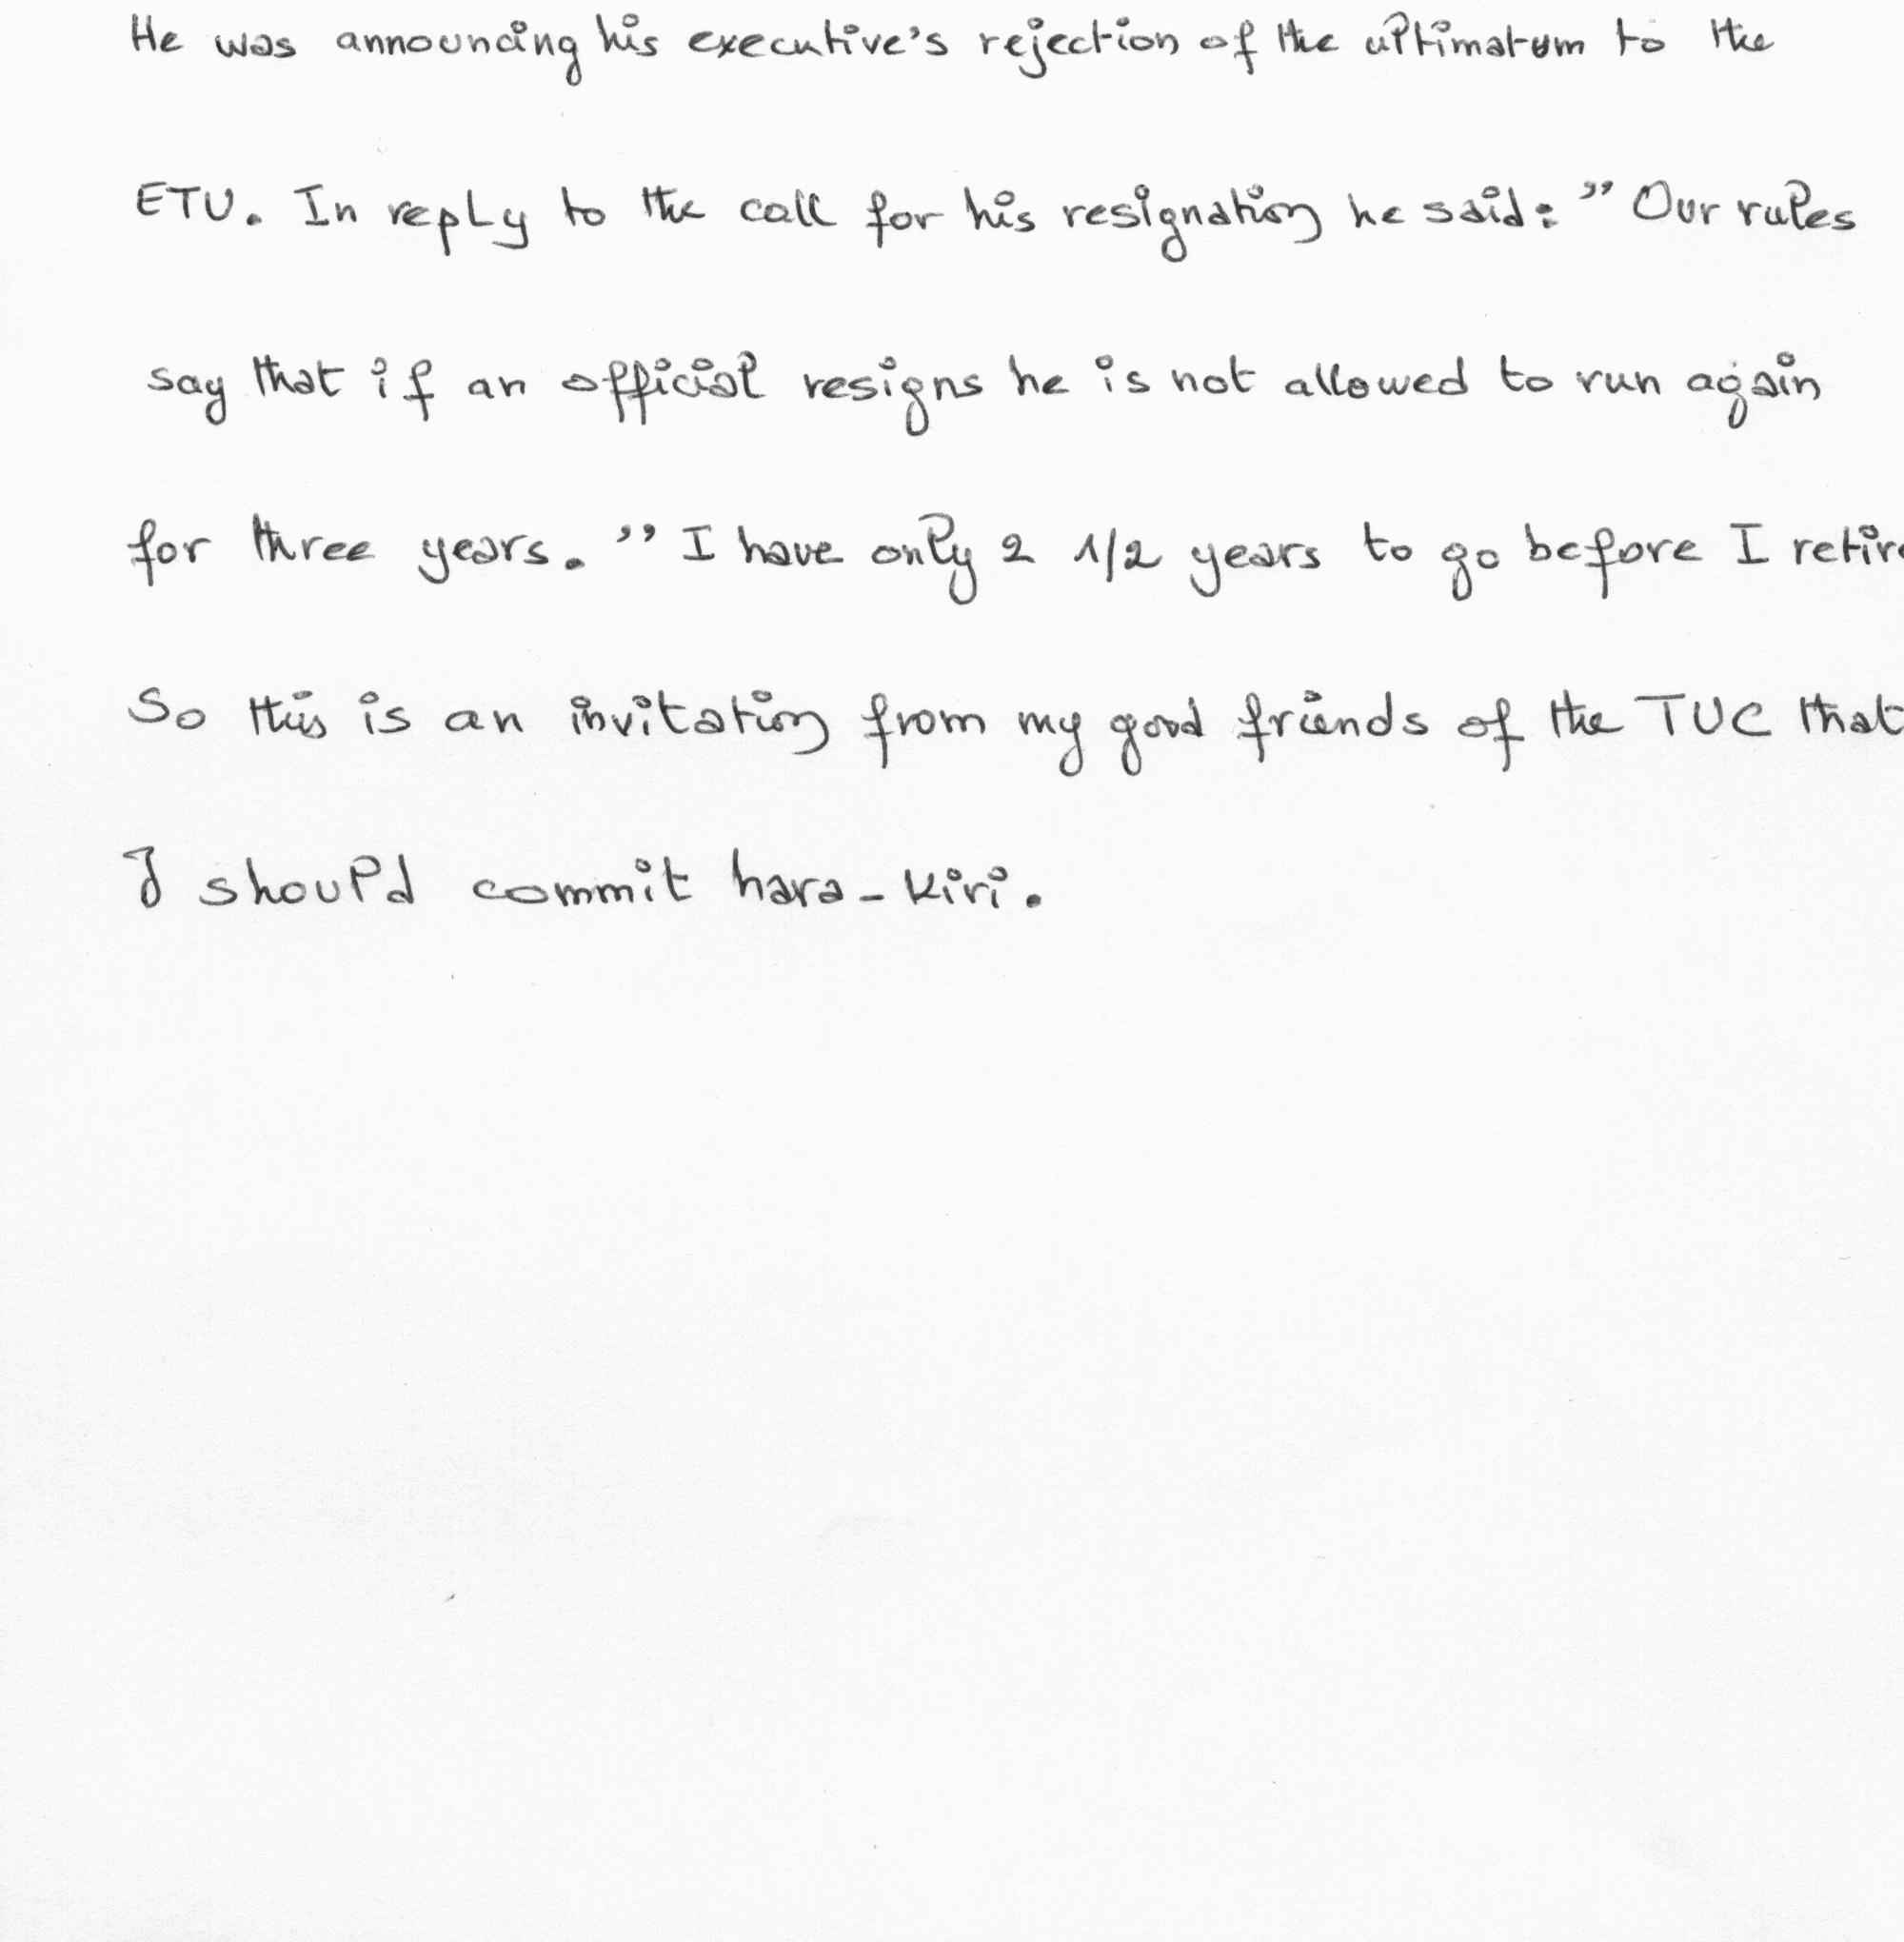 He was announcing his executive's rejection of the ultimatum to the
ETU. In reply to the call for his resignation he said: "Our rules
say that if an official resigns he is not allowed to run again
for three years. "I have only 2 1/2 years to go before I retire
So this is an invitation from my good friends of the TUC that
I should commit hara-kiri.